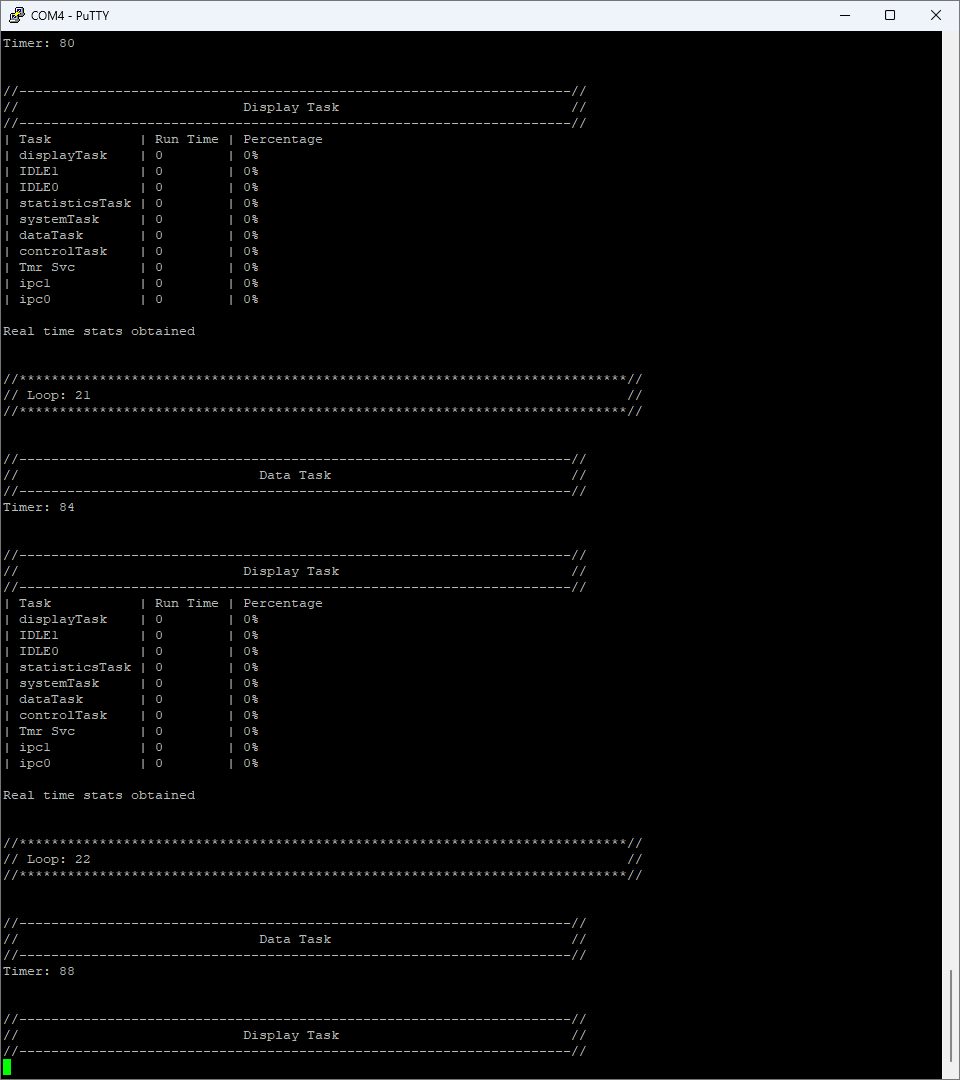 COM4 - PuTTY
Timer: 80
//---------------------------------------------------------------------//
//                            Display Task                             //
//---------------------------------------------------------------------//
| Task           | Run Time | Percentage
| displayTask    | 0        | 0%
| IDLE1          | 0        | 0%
| IDLE0          | 0        | 0%
| statisticsTask | 0        | 0%
| systemTask     | 0        | 0%
| dataTask       | 0        | 0%
| controlTask    | 0        | 0%
| Tmr Svc        | 0        | 0%
| ipc1           | 0        | 0%
| ipc0           | 0        | 0%
Real time stats obtained
//****************************************************************************//
// Loop: 21                                                                   //
//****************************************************************************//
//---------------------------------------------------------------------//
//                              Data Task                              //
//---------------------------------------------------------------------//
Timer: 84
//---------------------------------------------------------------------//
//                            Display Task                             //
//---------------------------------------------------------------------//
| Task           | Run Time | Percentage
| displayTask    | 0        | 0%
| IDLE1          | 0        | 0%
| IDLE0          | 0        | 0%
| statisticsTask | 0        | 0%
| systemTask     | 0        | 0%
| dataTask       | 0        | 0%
| controlTask    | 0        | 0%
| Tmr Svc        | 0        | 0%
| ipc1           | 0        | 0%
| ipc0           | 0        | 0%
Real time stats obtained
//****************************************************************************//
// Loop: 22                                                                   //
//****************************************************************************//
//---------------------------------------------------------------------//
//                              Data Task                              //
//---------------------------------------------------------------------//
Timer: 88
//---------------------------------------------------------------------//
//                            Display Task                             //
//---------------------------------------------------------------------//